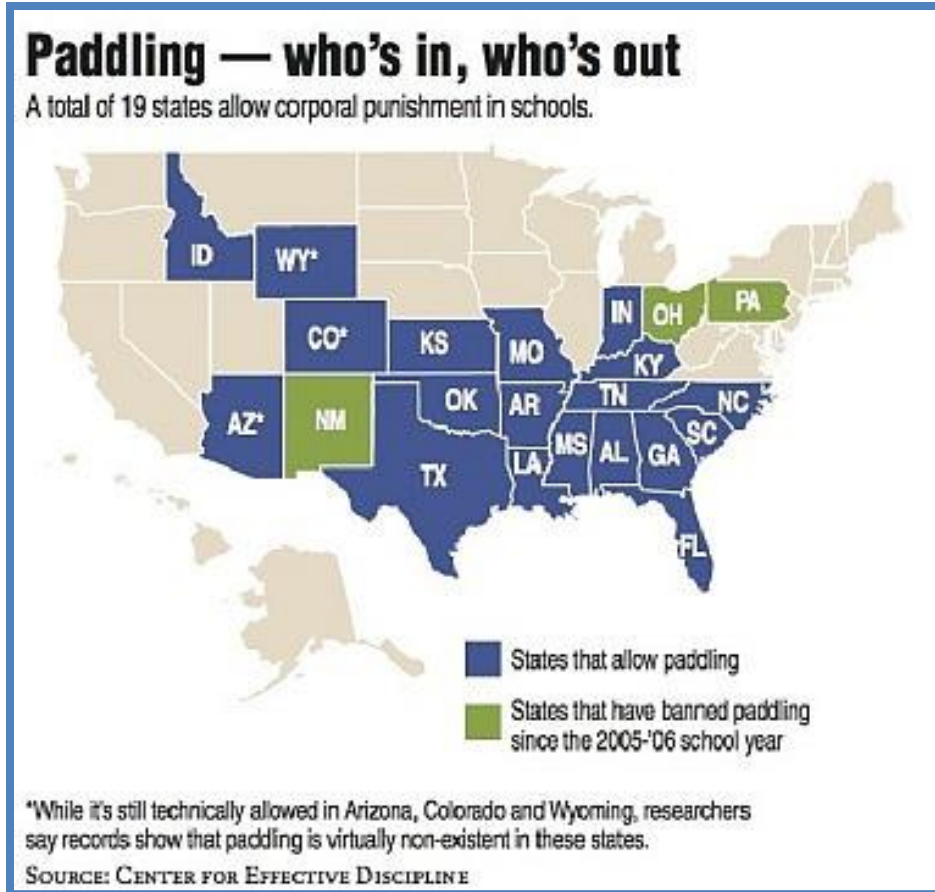 Paddling — who's in, who's out
A total of 19 states allow corporal punishment in schools.
ID
WY*
CO*
KS
MO
IN
OH
PA
KY
AZ*
NM
OK
AR
TN
NC
TX
LA
MS
AL
GA
SC
FL
States that allow paddling
States that have banned paddling
since the 2005-'06 school year
*While it's still technically allowed in Arizona, Colorado and Wyoming, researchers
say records show that paddling is virtually non-existent in these states.
SOURCE: CENTER FOR EFFECTIVE DISCIPLINE